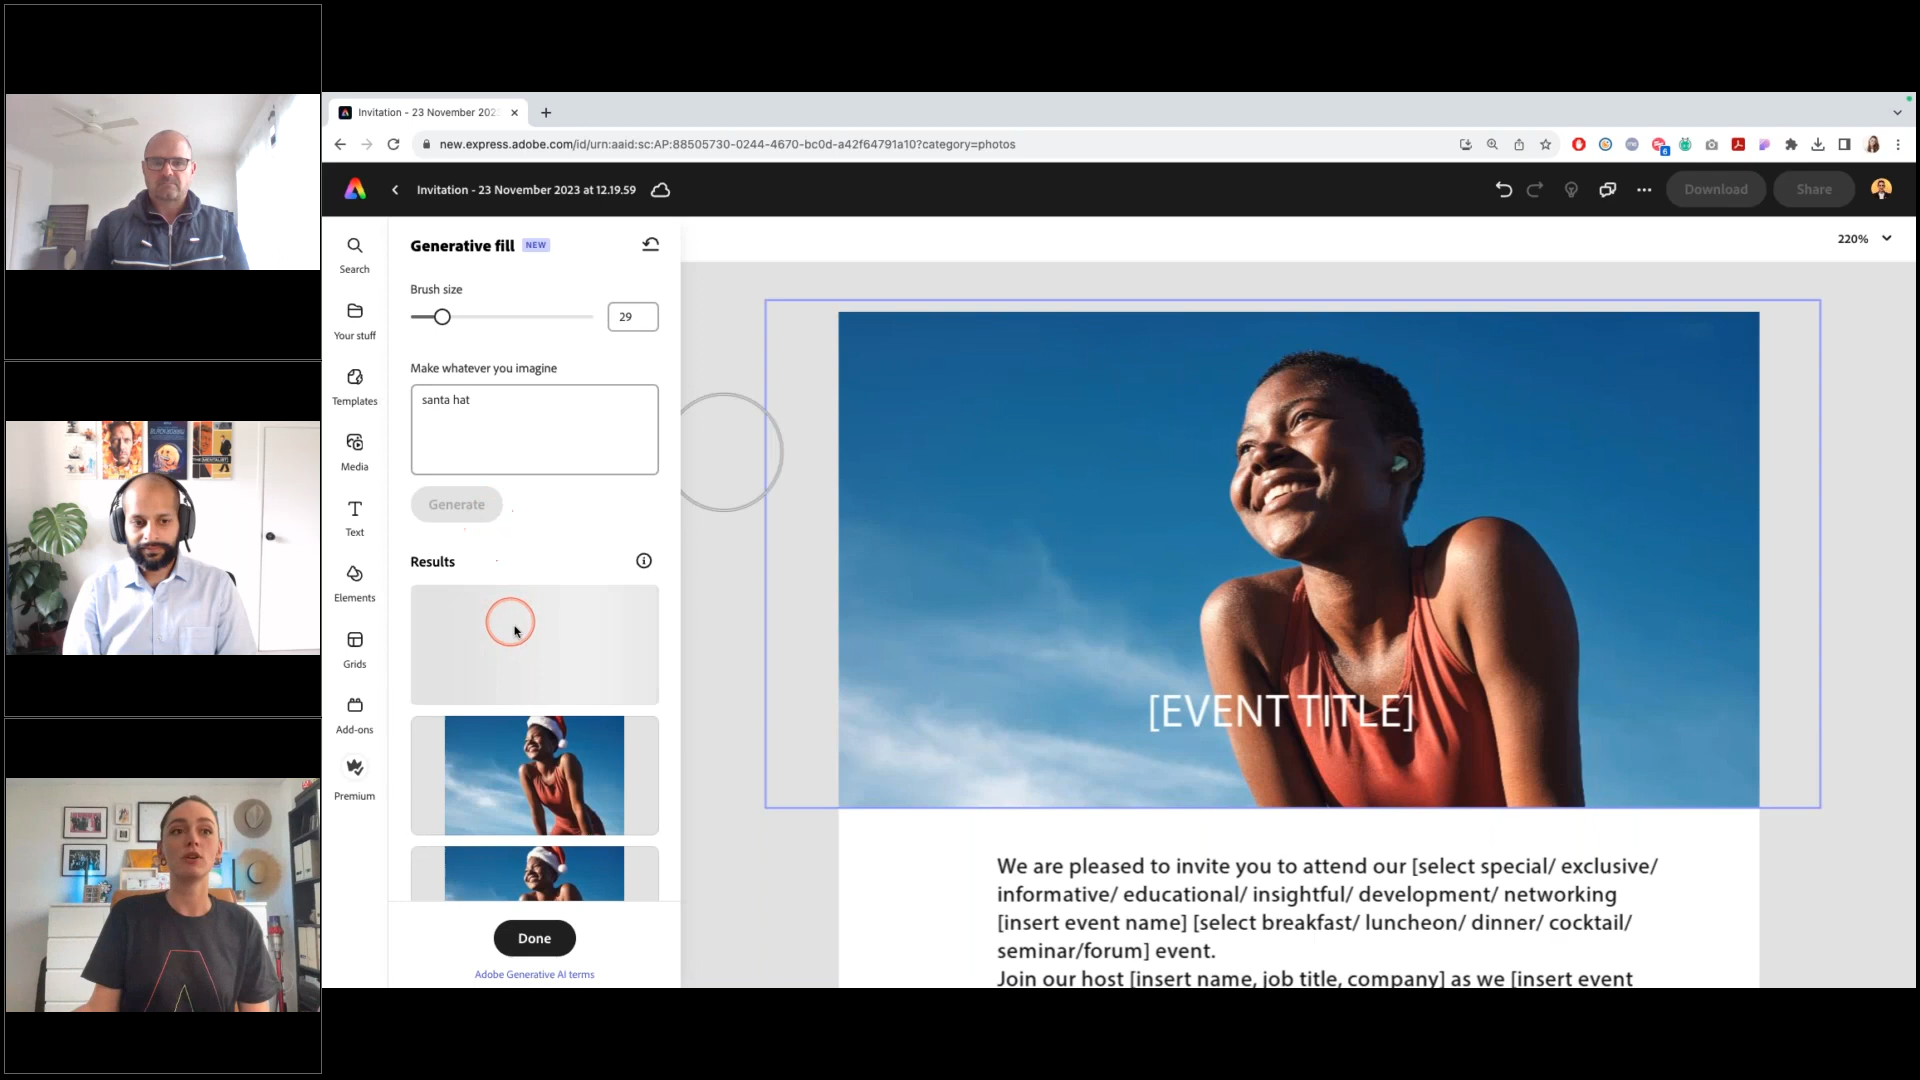 Invitation - 23 November 202
new.express.adobe.com/id/urn:aaid:sc:AP:88505730-0244-4670-bc0d-a42f64791a10?category=photos
6
Invitation - 23 November 2023 at 12.19.59
Download
Share
220%
Search
Your stuff
Templates
Media
Text
Elements
Grids
Add-ons
Premium
Generative fill NEW
Brush size
29
Make whatever you imagine
santa hat
Generate
Results
Done
Adobe Generative AI terms
[EVENT TITLE]
We are pleased to invite you to attend our [select special/ exclusive/
informative/ educational/ insightful/ development/ networking
[insert event name] [select breakfast/ luncheon/ dinner/ cocktail/
seminar/forum] event.
Join our host [insert name, job title, company] as we [insert event